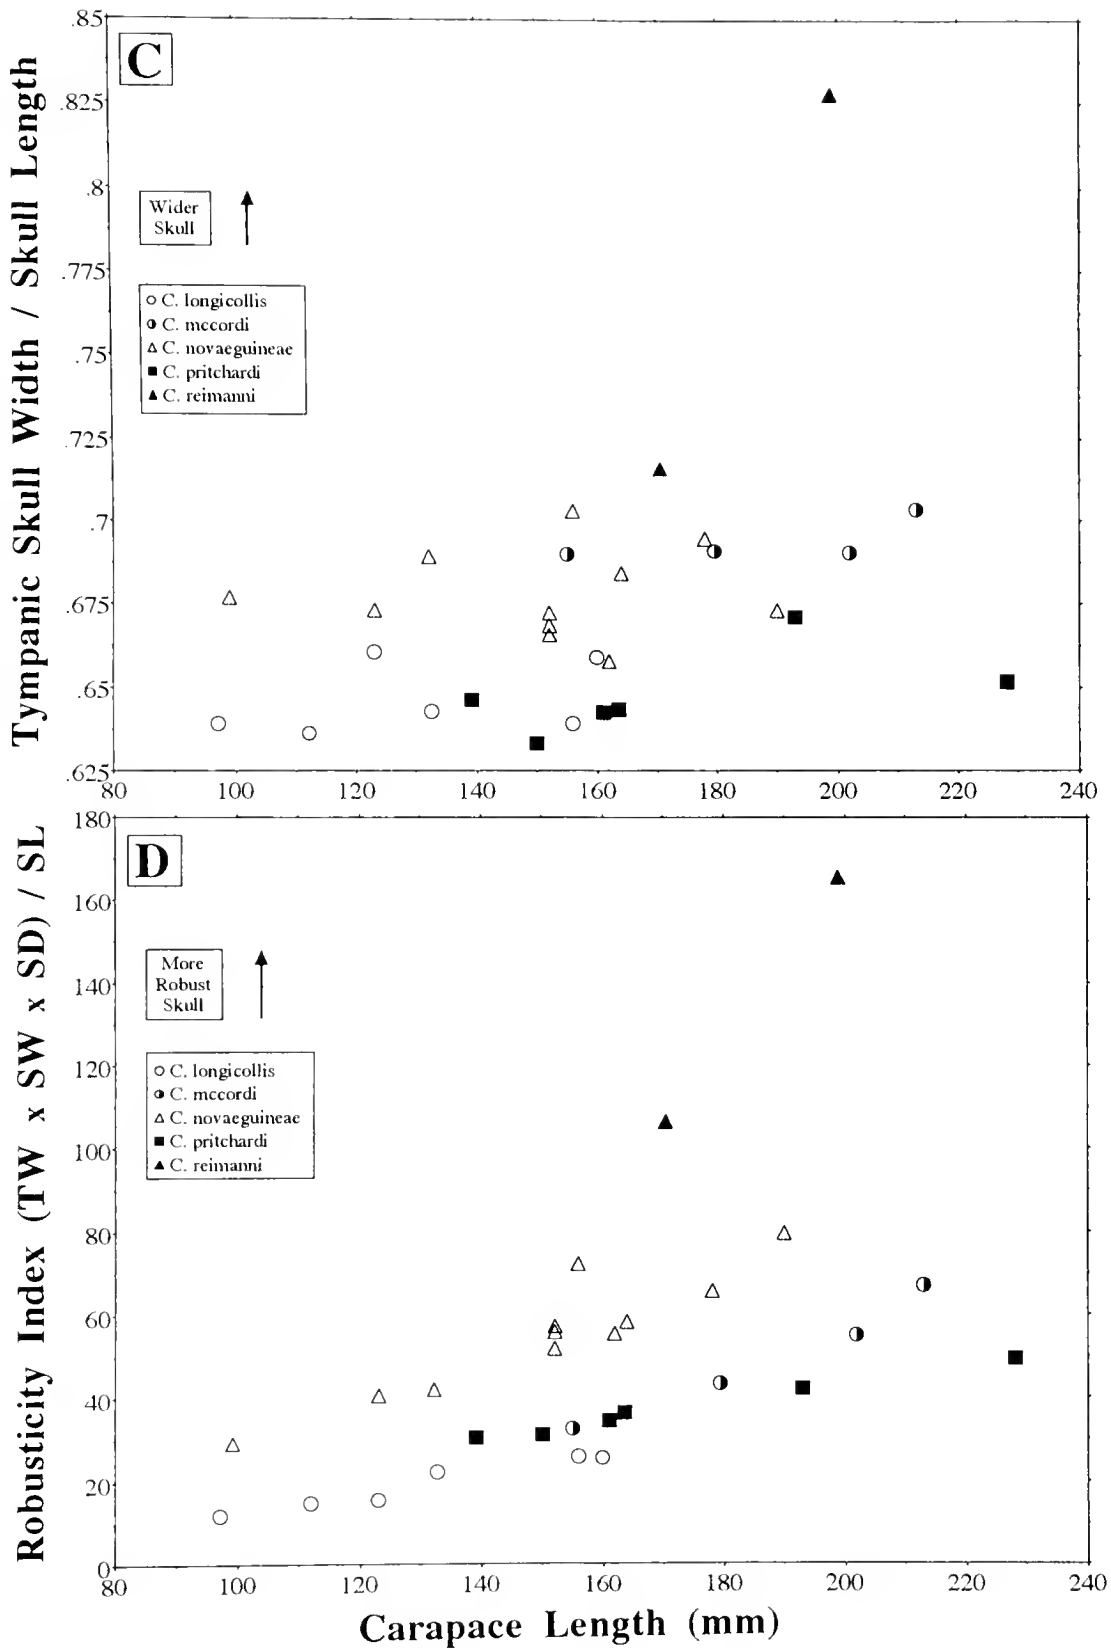 C
Tympanic Skull Width / Skull Length
.85
.825
.8
.775
.75
.725
.7
.675
.65
.625
Wider
Skull
C. longicollis
C. mccordi
C. novaeguineae
C. pritchardi
C. reimanni
80 100 120 140 160 180 200 220 240
D
Robusticity Index (TW x SW x SD) / SL
180
160
140
120
100
80
60
40
20
0
More
Robust
Skull
C. longicollis
C. mccordi
C. novaeguineae
C. pritchardi
C. reimanni
80 100 120 140 160 180 200 220 240
Carapace Length (mm)